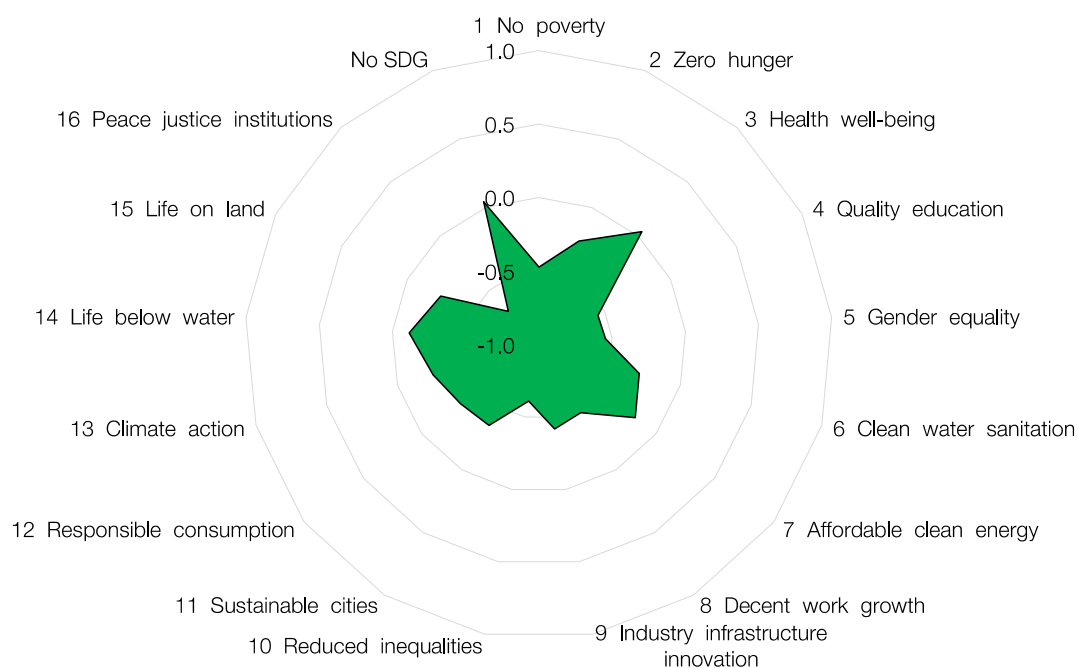 1 No poverty
1.0
No SDG
2 Zero hunger
16 Peace justice institutions
0.5
3 Health well-being
15 Life on land
0.0
4 Quality education
-0.5
14 Life below water
-1.0
5 Gender equality
13 Climate action
6 Clean water sanitation
12 Responsible consumption
7 Affordable clean energy
11 Sustainable cities
8 Decent work growth
10 Reduced inequalities
9 Industry infrastructure
innovation